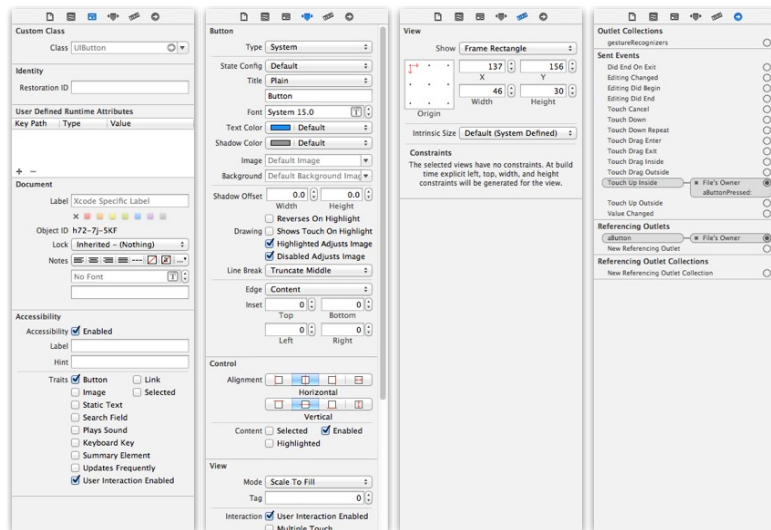 Custom Class
Class UIButton
Identity
Restoration ID
User Defined Runtime Attributes
Key Path Type Value
+ −
Document
Label Xcode Specific Label
Object ID h72-7j-5KF
Lock Inherited - (Nothing)
Notes
No Font
Accessibility
Accessibility Enabled
Label
Hint
Traits Button Link
Image Selected
Static Text
Search Field
Plays Sound
Keyboard Key
Summary Element
Updates Frequently
User Interaction Enabled
Button
Type System
State Config Default
Title Plain
Button
Font System 15.0
Text Color Default
Shadow Color Default
Image Default Image
Background Default Background Imag
Shadow Offset 0.0 0.0
Width Height
Reverses On Highlight
Drawing Shows Touch On Highlight
Highlighted Adjusts Image
Disabled Adjusts Image
Line Break Truncate Middle
Edge Content
Inset 0 0
Top Bottom
0 0
Left Right
Control
Alignment
Horizontal
Vertical
Content Selected Enabled
Highlighted
View
Mode Scale To Fill
Tag 0
Interaction User Interaction Enabled
Multiple Touch
View
Show Frame Rectangle
137 156
X Y
46 30
Origin Width Height
Intrinsic Size Default (System Defined)
Constraints
The selected views have no constraints. At build
time explicit left, top, width, and height
constraints will be generated for the view.
Outlet Collections
gestureRecognizers
Sent Events
Did End On Exit
Editing Changed
Editing Did Begin
Editing Did End
Touch Cancel
Touch Down
Touch Down Repeat
Touch Drag Enter
Touch Drag Exit
Touch Drag Inside
Touch Drag Outside
Touch Up Inside File's Owner
aButtonPressed:
Touch Up Outside
Value Changed
Referencing Outlets
aButton File's Owner
New Referencing Outlet
Referencing Outlet Collections
New Referencing Outlet Collection